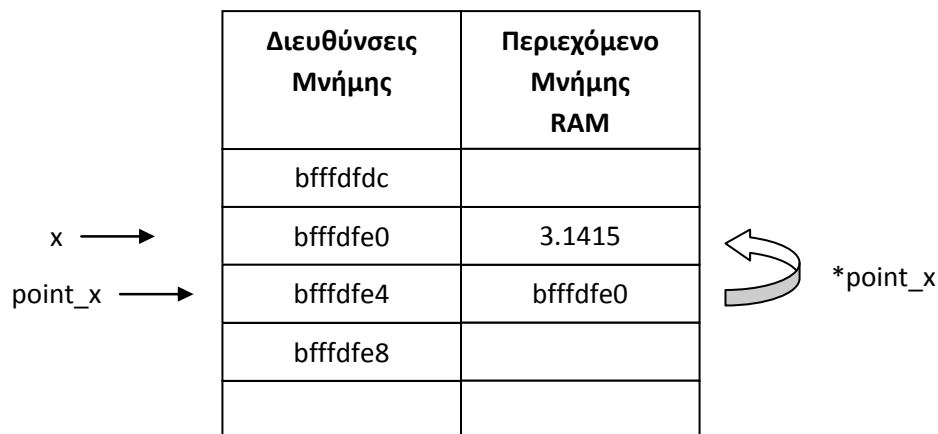 Διευθύνσεις Περιεχόμενο
Μνήμης Μνήμης
RAM
bfffdfdc
x bfffdfe0 3.1415
point_x bfffdfe4 bfffdfe0 *point_x
bfffdfe8